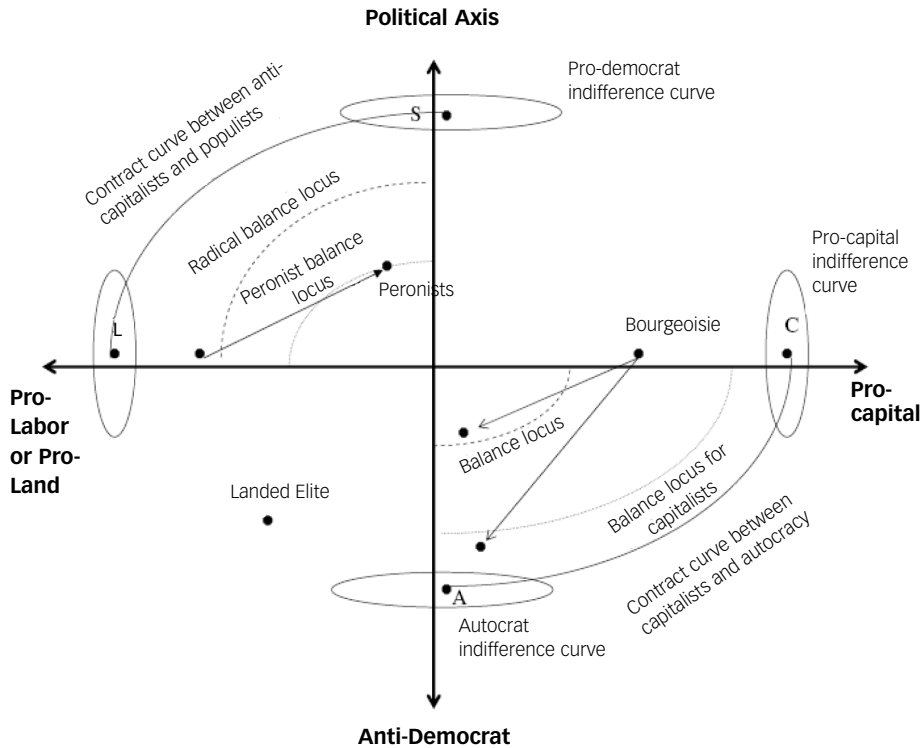 Political Axis
Pro-democrat
indifference curve
Contract curve between anti-
capitalists and populists
S
Radical balance locus
Peronist balance
locus
Peronists
Pro-capital
indifference
curve
L
Bourgeoisie
C
Pro-
Labor
or Pro-
Land
Pro-
capital
Balance locus
Landed Elite
Balance locus for
capitalists
Contract curve between
capitalists and autocracy
A
Autocrat
indifference curve
Anti-Democrat